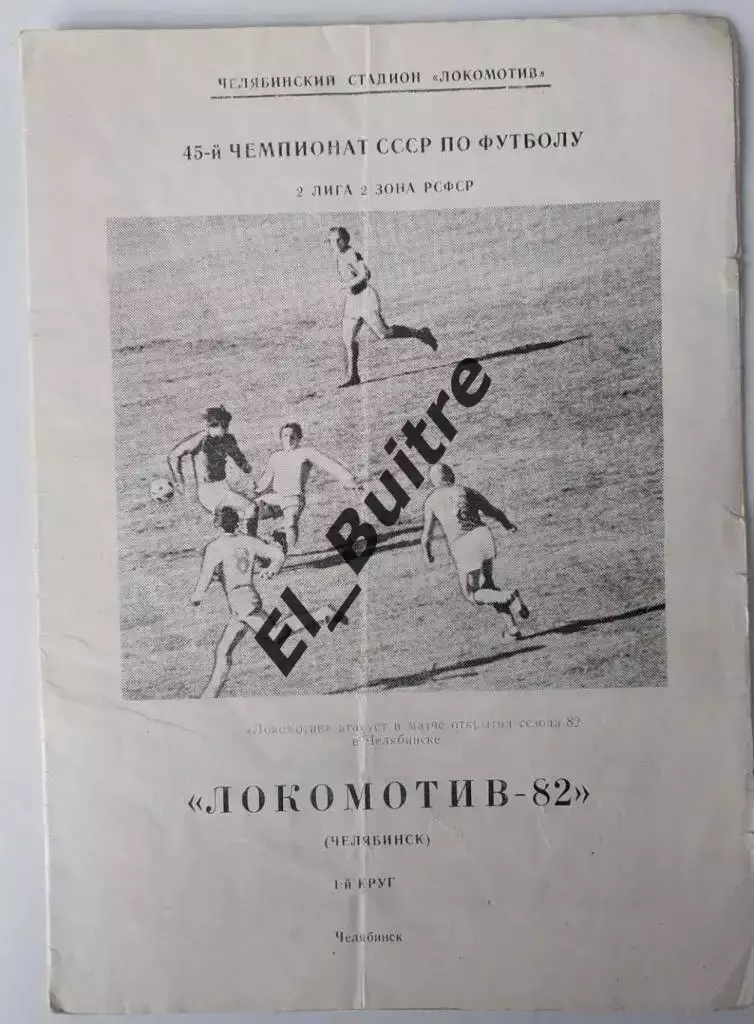 ЧЕЛЯБИНСКИЙ СТАДИОН «ЛОКОМОТИВ»
45-й ЧЕМПИОНАТ СССР ПО ФУТБОЛУ
2 ЛИГА 2 ЗОНА РСФСР
El_Buitre
«Локомотив» атакует в матче открытия сезона-82
в Челябинске
«ЛОКОМОТИВ-82»
(ЧЕЛЯБИНСК)
1-й КРУГ
Челябинск